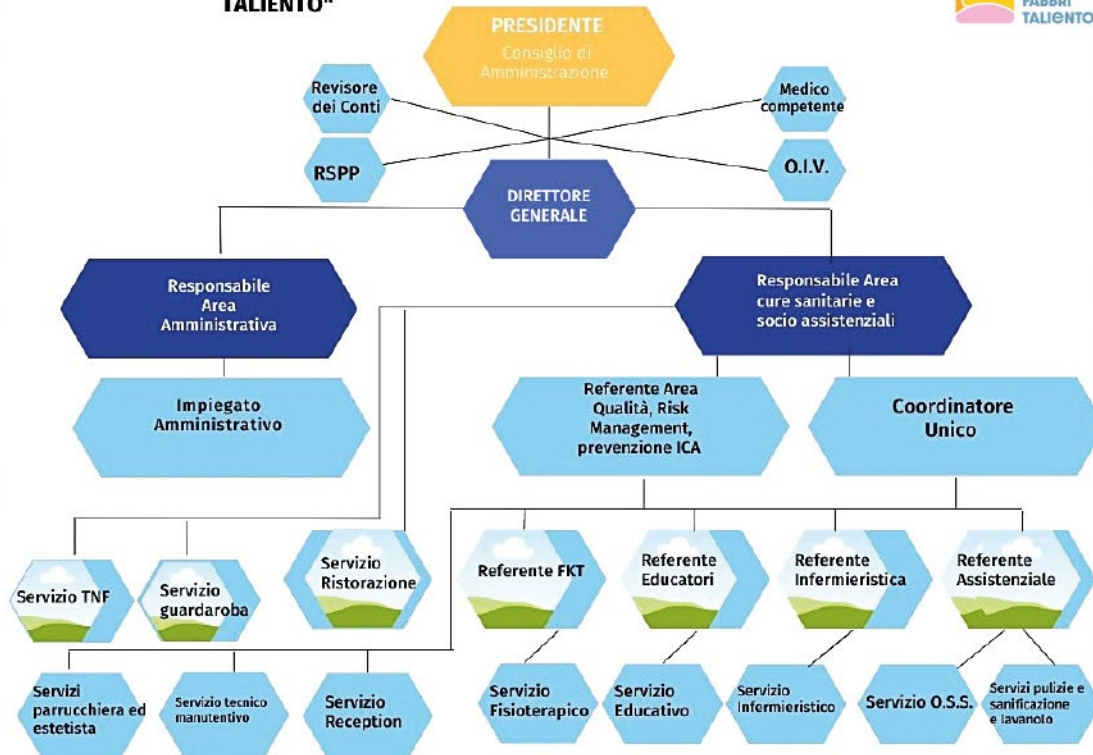 TALIENTO"
FABBRI
TALIENTO
PRESIDENTE
Consiglio di
Amministrazione
Revisore
dei Conti
Medico
competente
RSPP
O.I.V.
DIRETTORE
GENERALE
Responsabile
Area
Amministrativa
Responsabile Area
cure sanitarie e
socio assistenziali
Impiegato
Amministrativo
Referente Area
Qualità, Risk
Management,
prevenzione ICA
Coordinatore
Unico
Servizio TNF
Servizio
guardaroba
Servizio
Ristorazione
Referente FKT
Referente
Educatori
Referente
Infermieristica
Referente
Assistenziale
Servizi
parrucchiera ed
estetista
Servizio tecnico
manutentivo
Servizio
Reception
Servizio
Fisioterapico
Servizio
Educativo
Servizio
Infermieristico
Servizio O.S.S.
Servizi pulizie e
sanificazione
e lavanolo